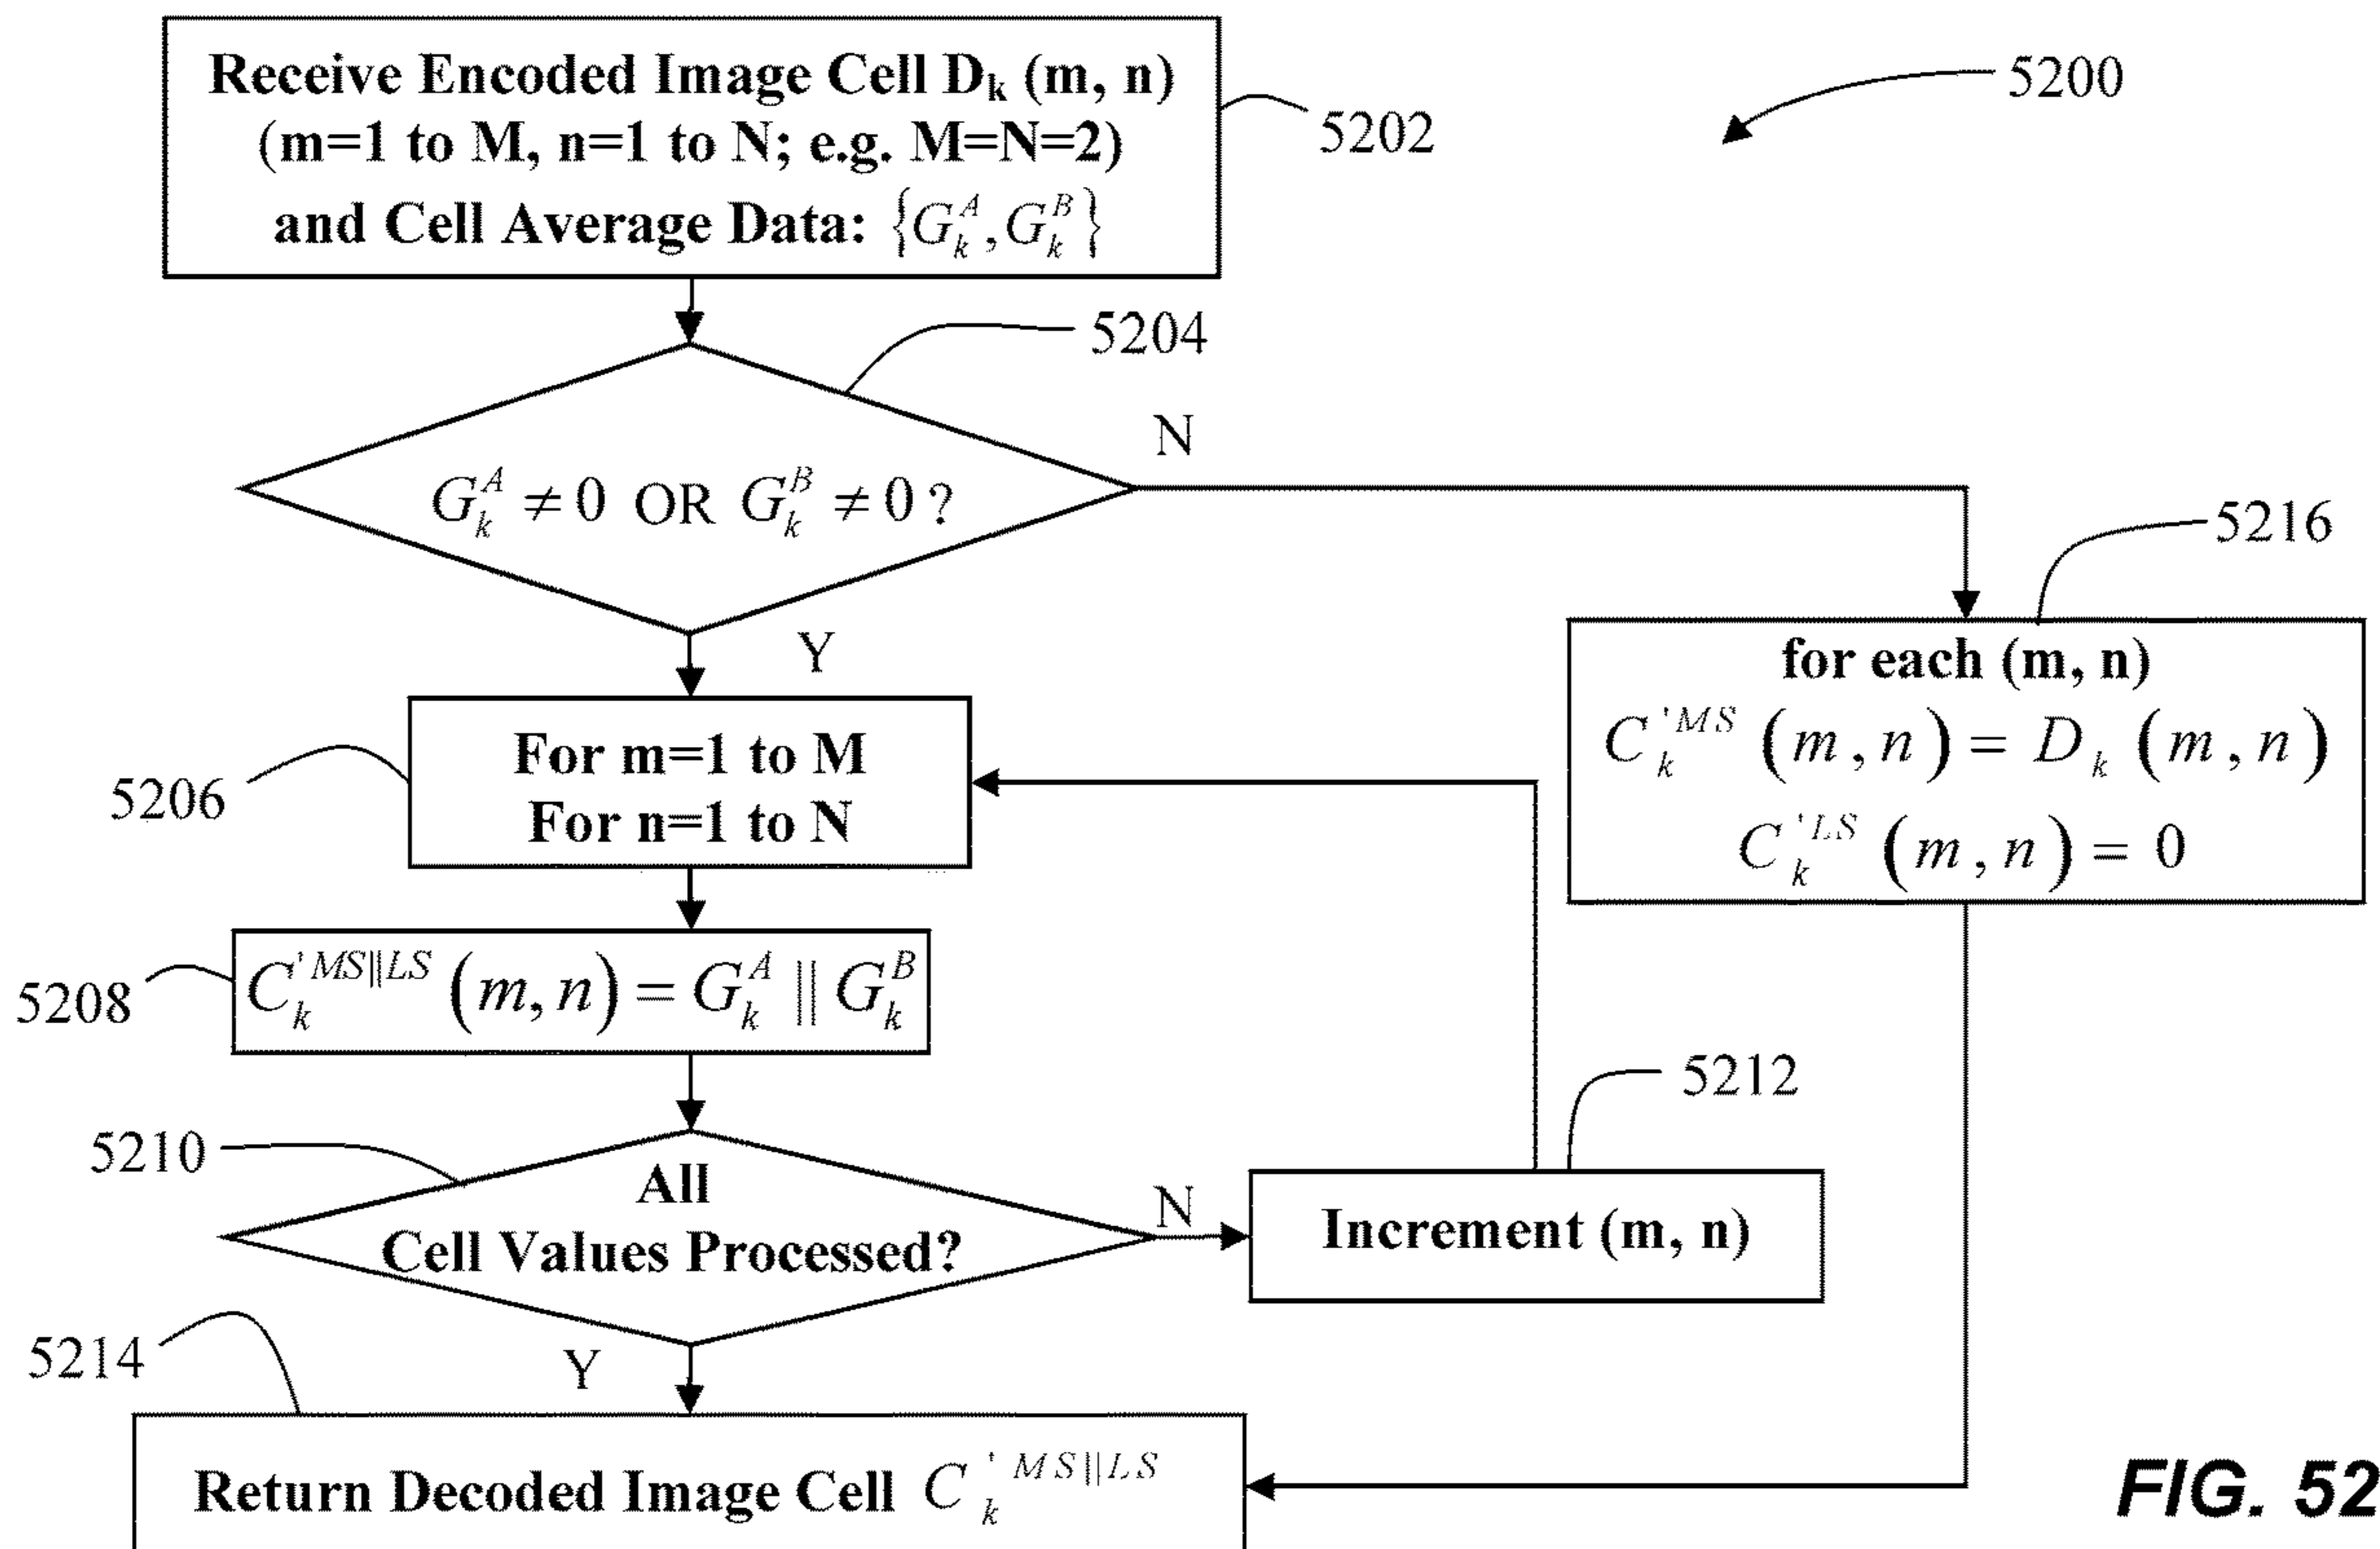 Receive Encoded Image Cell Dₖ (m, n)
(m=1 to M, n=1 to N; e.g. M=N=2)
and Cell Average Data: {G_k^A, G_k^B}
5200
5202
5204
G_k^A ≠ 0 OR G_k^B ≠ 0 ?
N
Y
5216
for each (m, n)
C_k^'MS (m, n) = D_k (m, n)
C_k^'LS (m, n) = 0
5206
For m=1 to M
For n=1 to N
5208
C_k^'MS||LS (m, n) = G_k^A || G_k^B
5210
All
Cell Values Processed?
N
5212
Increment (m, n)
Y
5214
Return Decoded Image Cell C_k^'MS||LS
FIG. 52